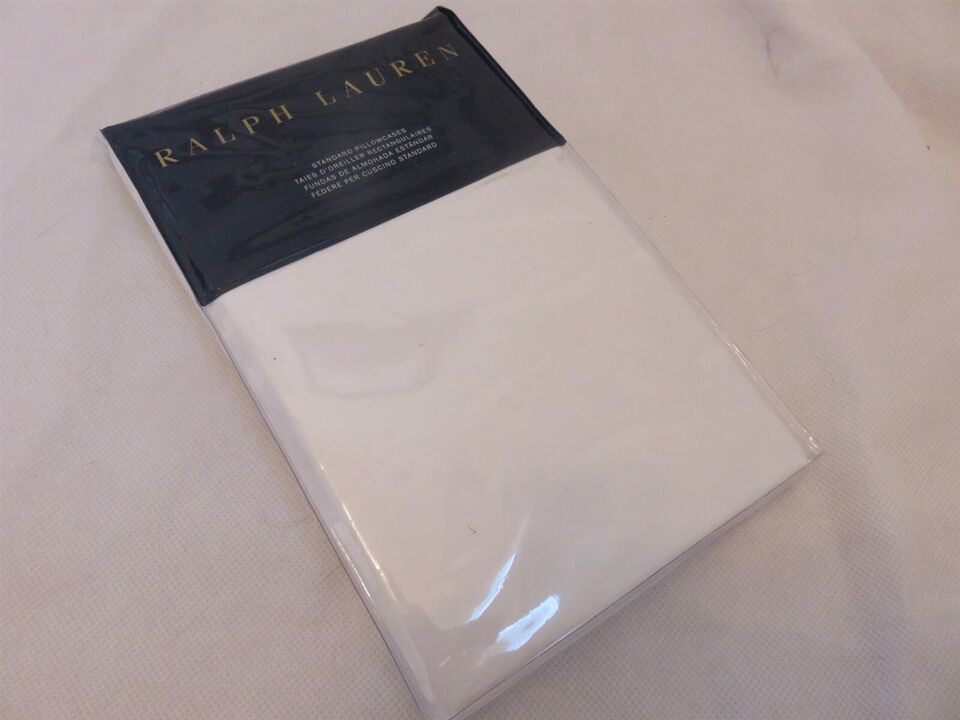 RALPH LAUREN
STANDARD PILLOWCASES
TAIES D'OREILLER RECTANGULAIRES
FUNDAS DE ALMOHADA ESTÁNDAR
FEDERE PER CUSCINO STANDARD